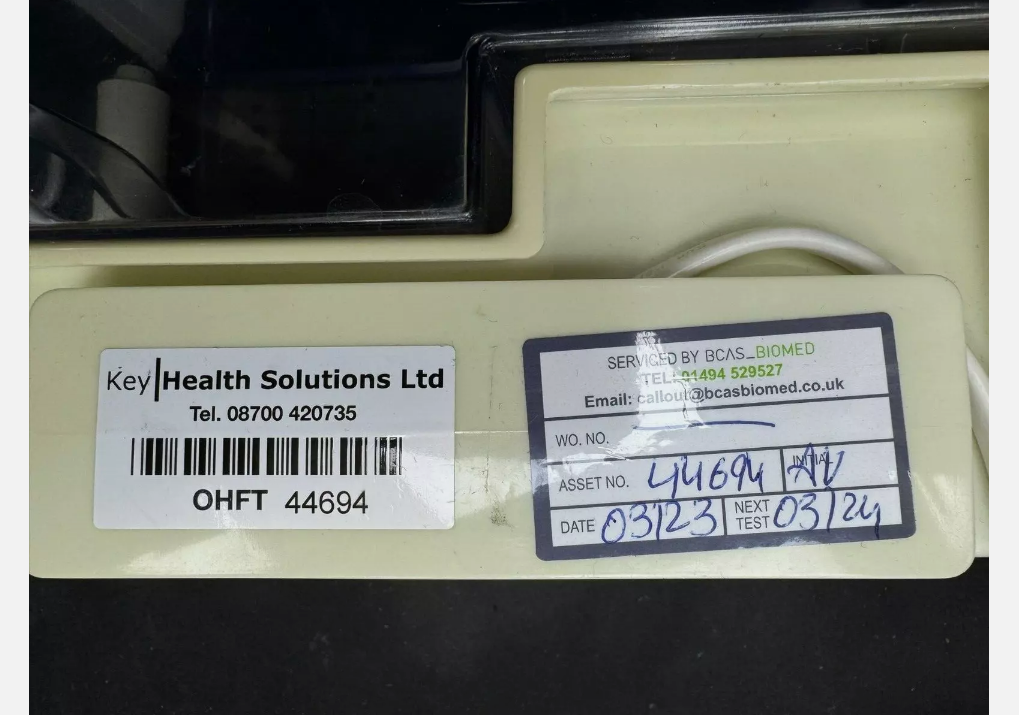 Key Health Solutions Ltd
Tel. 08700 420735
OHFT 44694
SERVICED BY BCAS_BIOMED
TEL: 01494 529527
Email: callout@bcasbiomed.co.uk
WO. NO.
ASSET NO. 44694 INITIAL AV
DATE 03/23 NEXT TEST 03/24